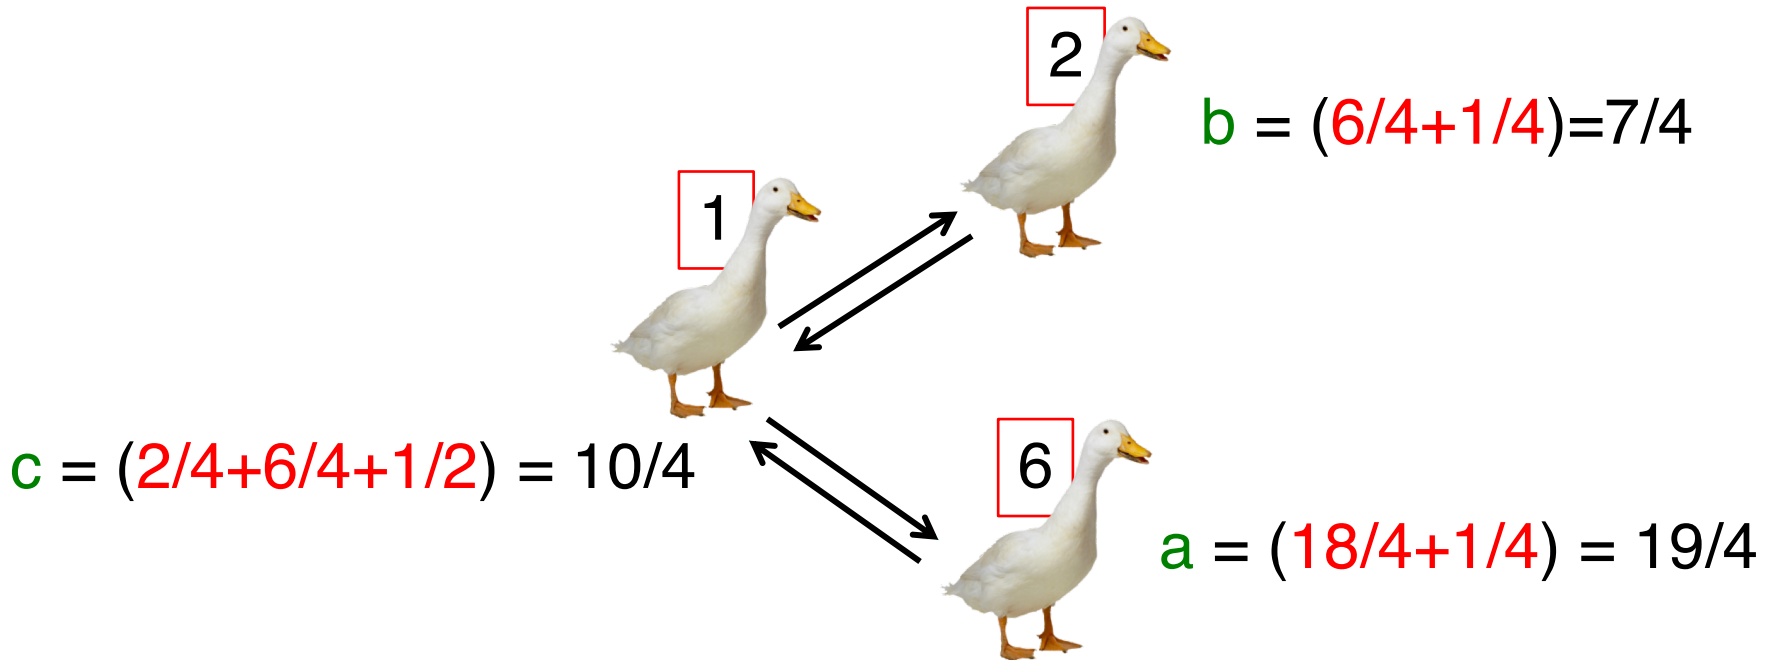 2
b = (6/4+1/4)=7/4
1
c = (2/4+6/4+1/2) = 10/4
6
a = (18/4+1/4) = 19/4